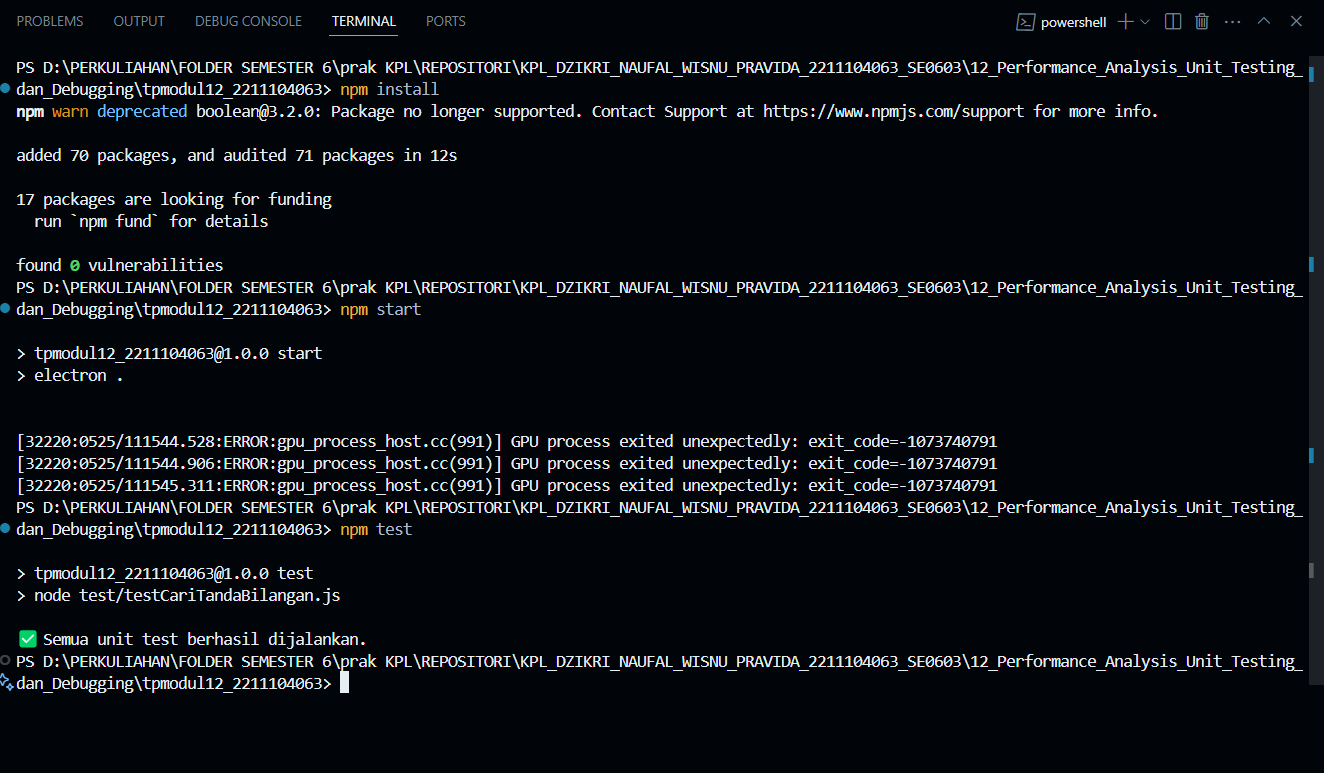 PROBLEMS OUTPUT DEBUG CONSOLE TERMINAL PORTS powershell
PS D:\PERKULIAHAN\FOLDER SEMESTER 6\prak KPL\REPOSITORI\KPL_DZIKRI_NAUFAL_WISNU_PRAVIDA_2211104063_SE0603\12_Performance_Analysis_Unit_Testing_
dan_Debugging\tpmodul12_2211104063> npm install
npm warn deprecated boolean@3.2.0: Package no longer supported. Contact Support at https://www.npmjs.com/support for more info.
added 70 packages, and audited 71 packages in 12s
17 packages are looking for funding
run `npm fund` for details
found 0 vulnerabilities
PS D:\PERKULIAHAN\FOLDER SEMESTER 6\prak KPL\REPOSITORI\KPL_DZIKRI_NAUFAL_WISNU_PRAVIDA_2211104063_SE0603\12_Performance_Analysis_Unit_Testing_
dan_Debugging\tpmodul12_2211104063> npm start
> tpmodul12_2211104063@1.0.0 start
> electron .
[32220:0525/111544.528:ERROR:gpu_process_host.cc(991)] GPU process exited unexpectedly: exit_code=-1073740791
[32220:0525/111544.906:ERROR:gpu_process_host.cc(991)] GPU process exited unexpectedly: exit_code=-1073740791
[32220:0525/111545.311:ERROR:gpu_process_host.cc(991)] GPU process exited unexpectedly: exit_code=-1073740791
PS D:\PERKULIAHAN\FOLDER SEMESTER 6\prak KPL\REPOSITORI\KPL_DZIKRI_NAUFAL_WISNU_PRAVIDA_2211104063_SE0603\12_Performance_Analysis_Unit_Testing_
dan_Debugging\tpmodul12_2211104063> npm test
> tpmodul12_2211104063@1.0.0 test
> node test/testCariTandaBilangan.js
✅ Semua unit test berhasil dijalankan.
PS D:\PERKULIAHAN\FOLDER SEMESTER 6\prak KPL\REPOSITORI\KPL_DZIKRI_NAUFAL_WISNU_PRAVIDA_2211104063_SE0603\12_Performance_Analysis_Unit_Testing_
dan_Debugging\tpmodul12_2211104063>